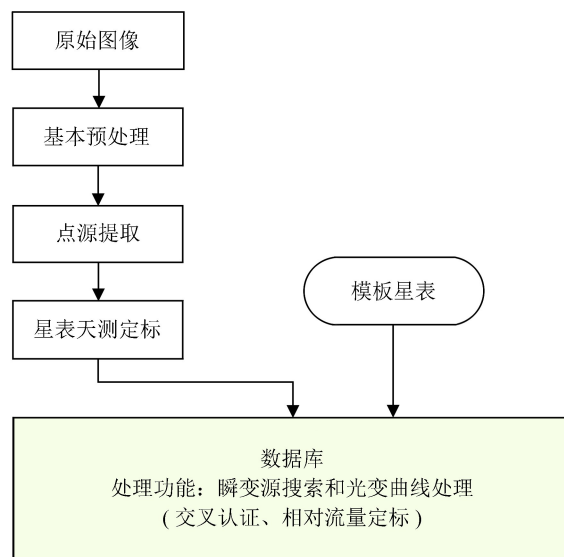 原始图像
基本预处理
点源提取
模板星表
星表天测定标
数据库
处理功能：瞬变源搜索和光变曲线处理
( 交叉认证、相对流量定标 )